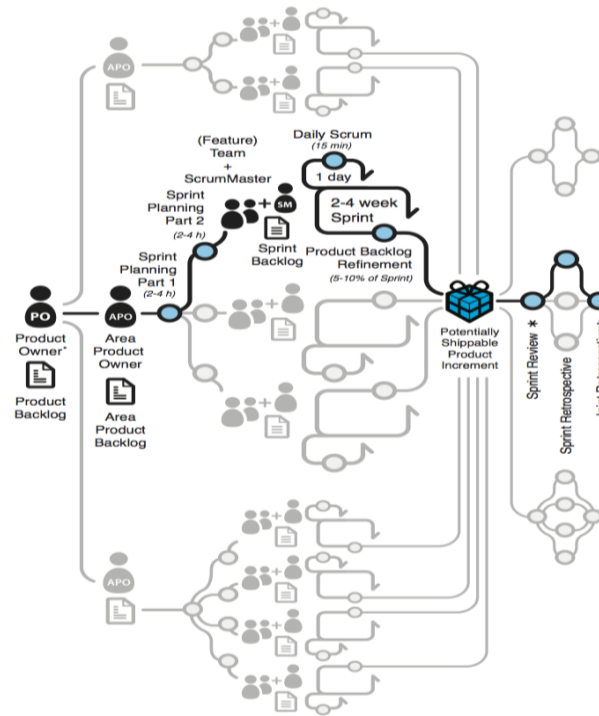 APO
(Feature)
Team
+
ScrumMaster
Daily Scrum
(15 min)
1 day
2-4 week
Sprint
Sprint
Planning
Part 2
(2-4 h)
SM
Sprint
Backlog
Product Backlog
Refinement
(5-10% of Sprint)
Sprint
Planning
Part 1
(2-4 h)
PO
APO
Product
Owner*
Product
Backlog
Area
Product
Owner
Area
Product
Backlog
Potentially
Shippable
Product
Increment
Sprint Review *
Sprint Retrospective
APO